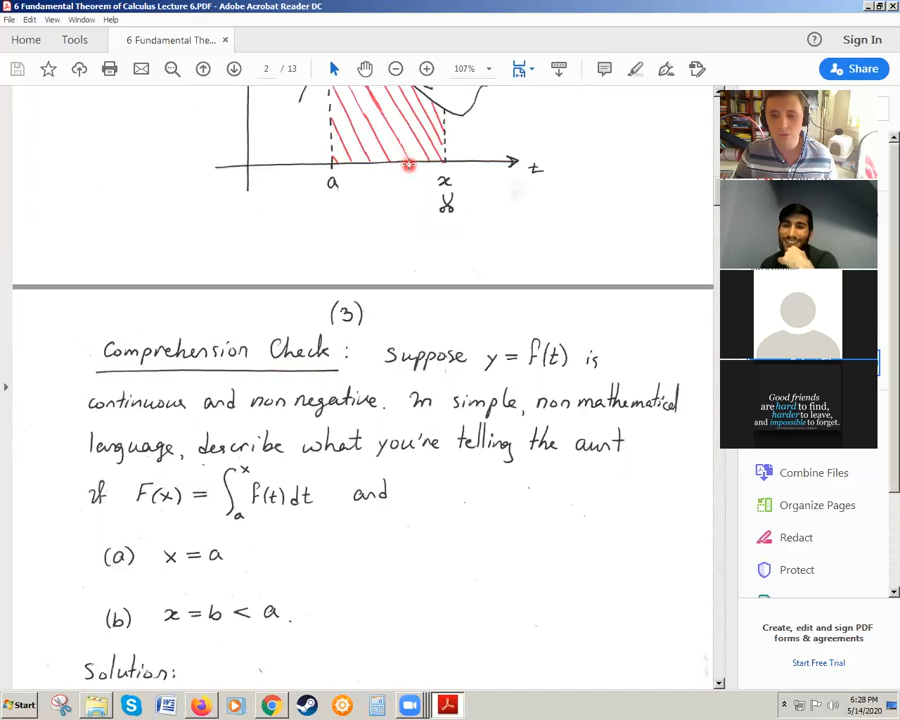 6 Fundamental Theorem of Calculus Lecture 6.PDF - Adobe Acrobat Reader DC
File Edit View Window Help
Home Tools 6 Fundamental The... × Sign In
2 / 13 107% Share
a x t
(3)
Comprehension Check : Suppose y = f(t) is
continuous and non negative. In simple, non mathematical
language, describe what you're telling the aunt
if F(x) = ∫ₐˣ f(t) dt and
(a) x = a
(b) x = b < a .
Solution:
Good friends
are hard to find,
harder to leave,
and impossible to forget.
Combine Files
Organize Pages
Redact
Protect
Create, edit and sign PDF
forms & agreements
Start Free Trial
Start 6:28 PM
5/14/2020